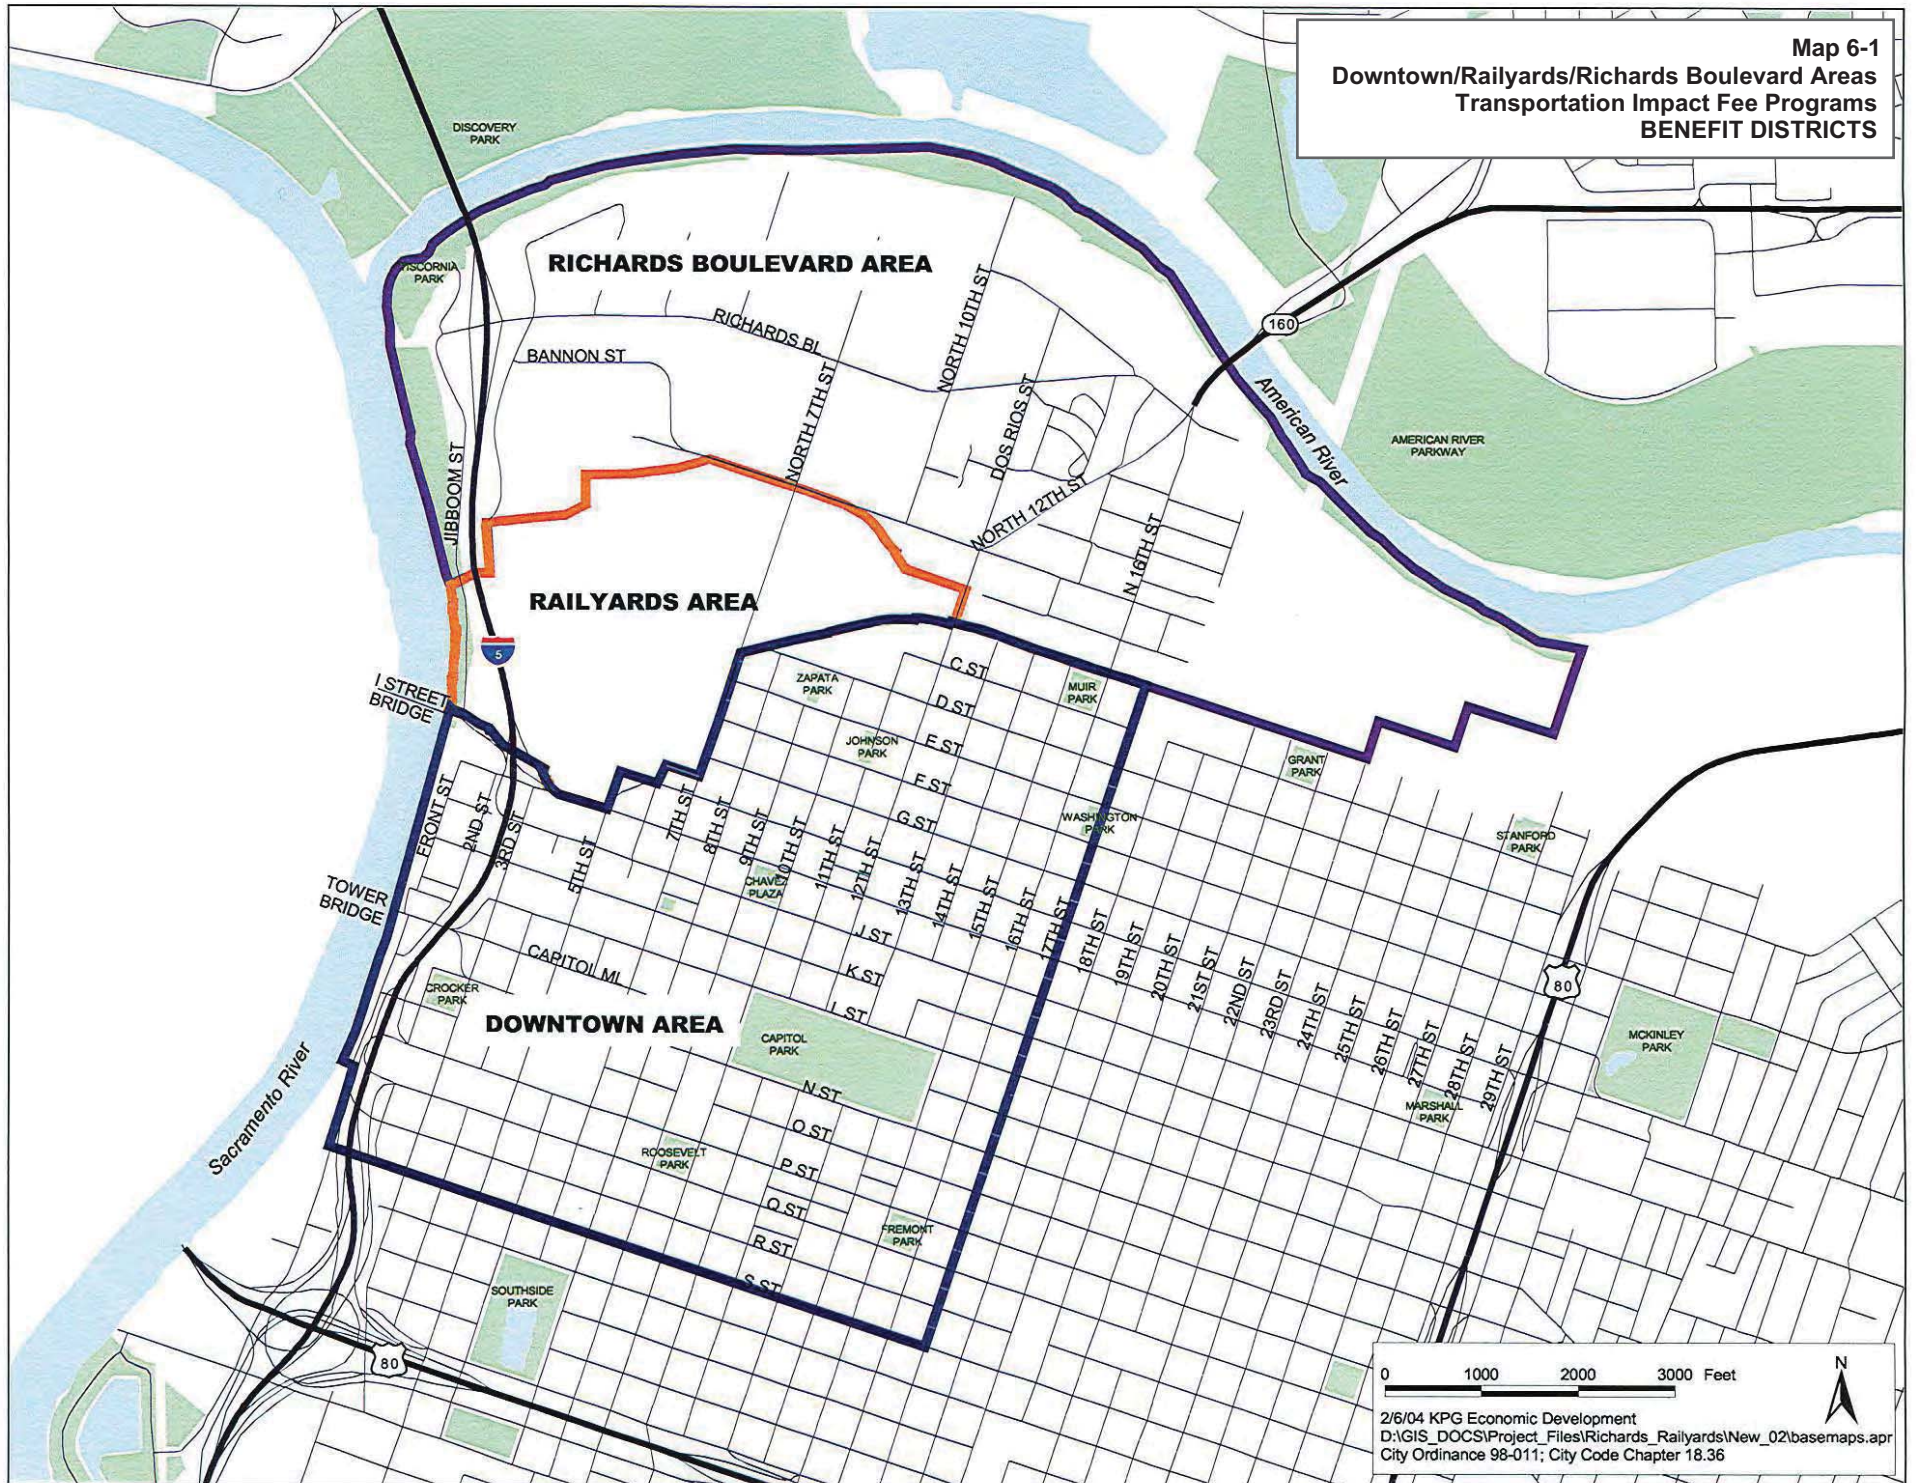 Map 6-1
Downtown/Railyards/Richards Boulevard Areas
Transportation Impact Fee Programs
BENEFIT DISTRICTS
DISCOVERY
PARK
RICHARDS BOULEVARD AREA
PARK
RICHARDS BL
BANNON ST
NORTH 10TH ST
160
NORTH 7TH ST
DOS RIOS ST
American River
AMERICAN RIVER
PARKWAY
JIBBOOM ST
NORTH 12TH ST
N 16TH ST
RAILYARDS AREA
5
I STREET
BRIDGE
C ST
ZAPATA
PARK
MUIR
PARK
D ST
JOHNSON
PARK
E ST
GRANT
PARK
F ST
G ST
WASHINGTON
PARK
STANFORD
PARK
FRONT ST
2ND ST
3RD ST
5TH ST
7TH ST
8TH ST
9TH ST
10TH ST
11TH ST
12TH ST
13TH ST
14TH ST
15TH ST
16TH ST
17TH ST
18TH ST
19TH ST
20TH ST
21ST ST
22ND ST
23RD ST
24TH ST
25TH ST
26TH ST
27TH ST
28TH ST
29TH ST
CHAVEZ
PLAZA
TOWER
BRIDGE
J ST
CAPITOL ML
K ST
80
CROCKER
PARK
L ST
DOWNTOWN AREA
CAPITOL
PARK
MCKINLEY
PARK
N ST
MARSHALL
PARK
Sacramento River
O ST
ROOSEVELT
PARK
P ST
Q ST
FREMONT
PARK
R ST
S ST
SOUTHSIDE
PARK
80
0 1000 2000 3000 Feet
N
2/6/04 KPG Economic Development
D:\GIS_DOCS\Project_Files\Richards_Railyards\New_02\basemaps.apr
City Ordinance 98-011; City Code Chapter 18.36